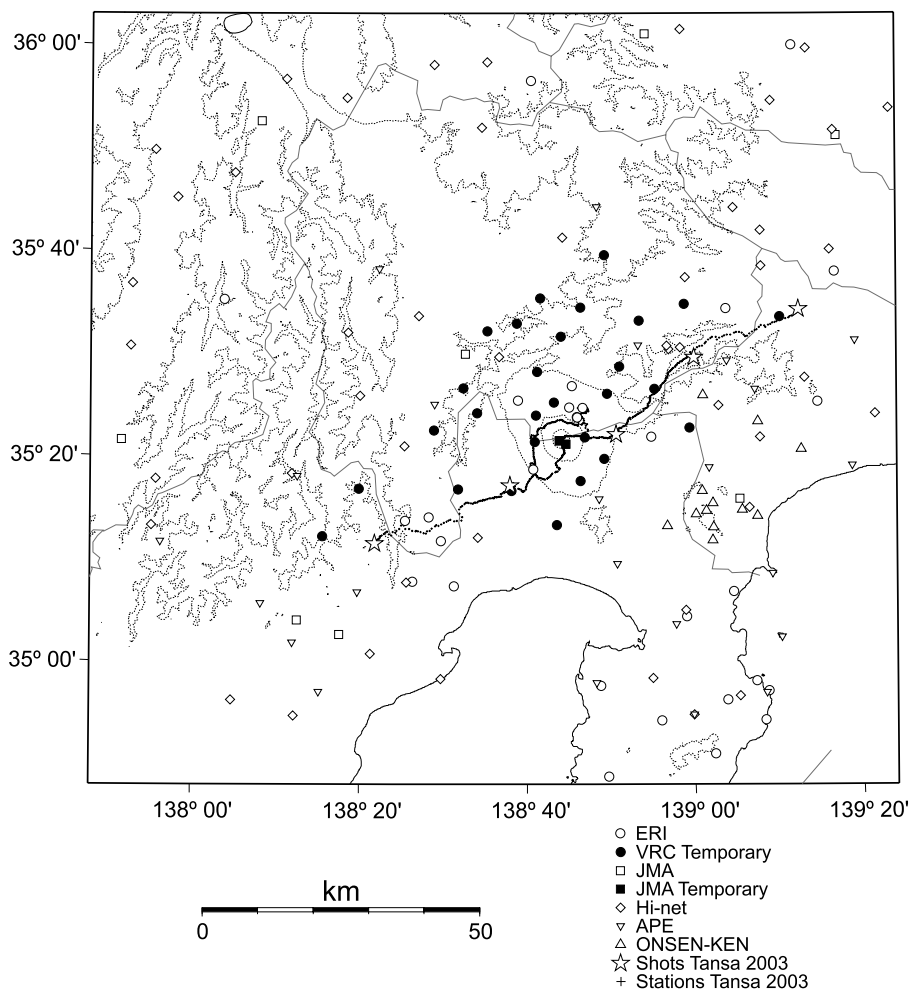 36º 00'
35º 40'
35º 20'
35º 00'
138º 00' 138º 20' 138º 40' 139º 00' 139º 20'
km
0 50
ERI
VRC Temporary
JMA
JMA Temporary
Hi-net
APE
ONSEN-KEN
Shots Tansa 2003
Stations Tansa 2003